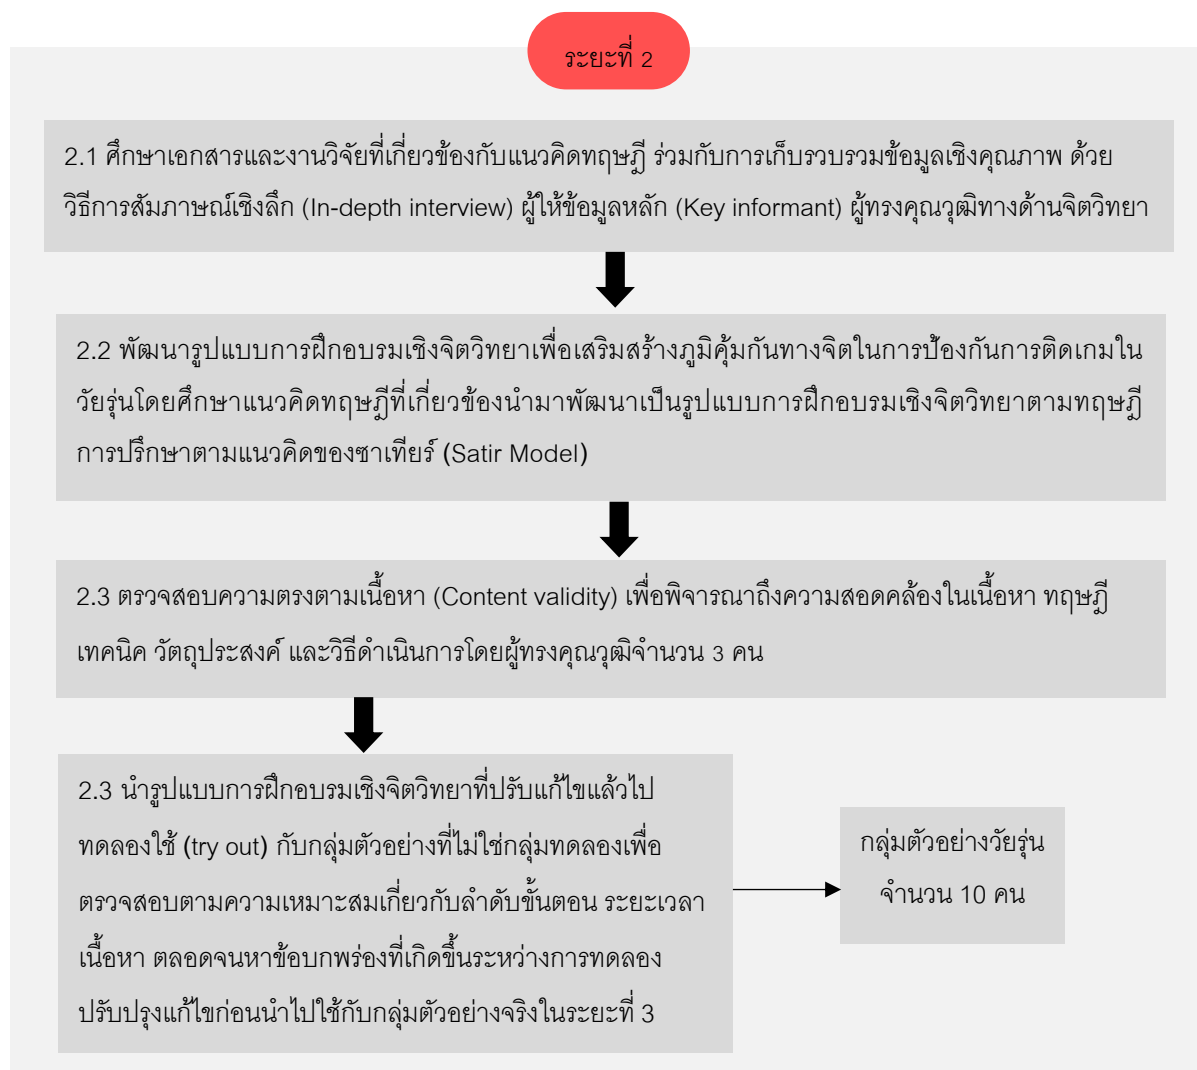 ระยะที่ 2
2.1 ศึกษาเอกสารและงานวิจัยที่เกี่ยวข้องกับแนวคิดทฤษฎี ร่วมกับการเก็บรวบรวมข้อมูลเชิงคุณภาพ ด้วย
วิธีการสัมภาษณ์เชิงลึก (In-depth interview) ผู้ให้ข้อมูลหลัก (Key informant) ผู้ทรงคุณวุฒิทางด้านจิตวิทยา
2.2 พัฒนารูปแบบการฝึกอบรมเชิงจิตวิทยาเพื่อเสริมสร้างภูมิคุ้มกันทางจิตในการป้องกันการติดเกมใน
วัยรุ่นโดยศึกษาแนวคิดทฤษฎีที่เกี่ยวข้องนำมาพัฒนาเป็นรูปแบบการฝึกอบรมเชิงจิตวิทยาตามทฤษฎี
การปรึกษาตามแนวคิดของซาเทียร์ (Satir Model)
2.3 ตรวจสอบความตรงตามเนื้อหา (Content validity) เพื่อพิจารณาถึงความสอดคล้องในเนื้อหา ทฤษฎี
เทคนิค วัตถุประสงค์ และวิธีดำเนินการโดยผู้ทรงคุณวุฒิจำนวน 3 คน
2.3 นำรูปแบบการฝึกอบรมเชิงจิตวิทยาที่ปรับแก้ไขแล้วไป
ทดลองใช้ (try out) กับกลุ่มตัวอย่างที่ไม่ใช่กลุ่มทดลองเพื่อ
ตรวจสอบตามความเหมาะสมเกี่ยวกับลำดับขั้นตอน ระยะเวลา
เนื้อหา ตลอดจนหาข้อบกพร่องที่เกิดขึ้นระหว่างการทดลอง
ปรับปรุงแก้ไขก่อนนำไปใช้กับกลุ่มตัวอย่างจริงในระยะที่ 3
กลุ่มตัวอย่างวัยรุ่น
จำนวน 10 คน